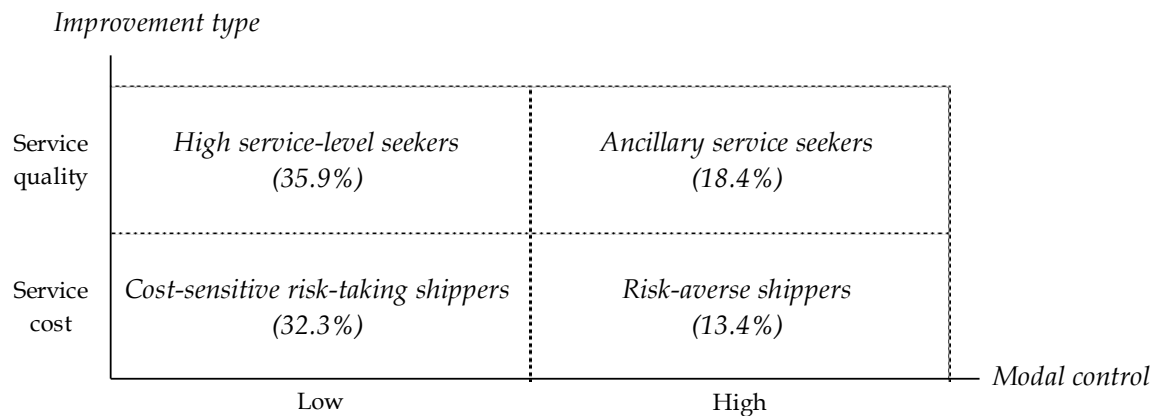 Improvement type
Service
quality
High service-level seekers
(35.9%)
Ancillary service seekers
(18.4%)
Service
cost
Cost-sensitive risk-taking shippers
(32.3%)
Risk-averse shippers
(13.4%)
Modal control
Low
High